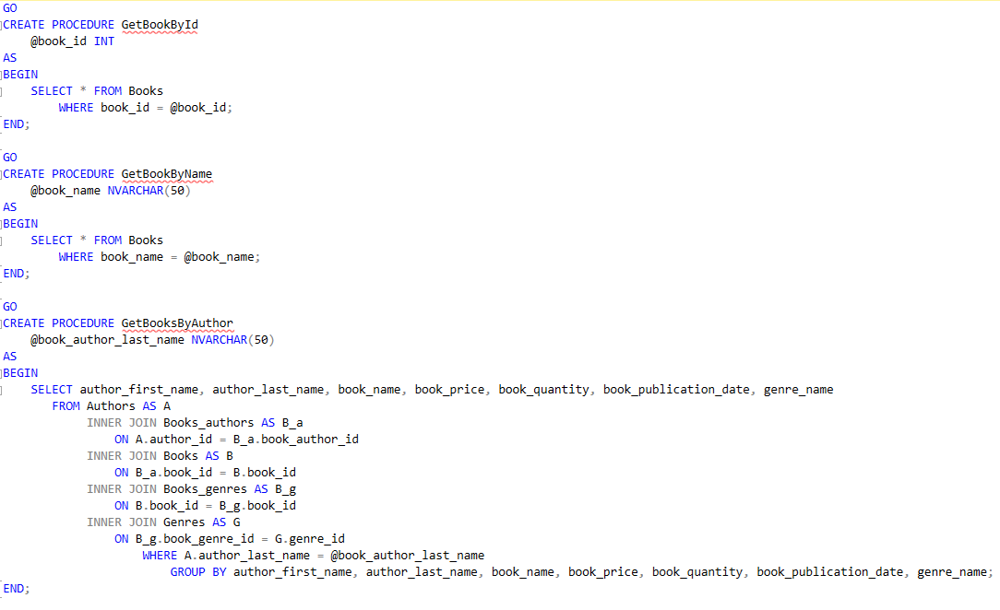 GO
CREATE PROCEDURE GetBookById
    @book_id INT
AS
BEGIN
    SELECT * FROM Books
        WHERE book_id = @book_id;
END;
GO
CREATE PROCEDURE GetBookByName
    @book_name NVARCHAR(50)
AS
BEGIN
    SELECT * FROM Books
        WHERE book_name = @book_name;
END;
GO
CREATE PROCEDURE GetBooksByAuthor
    @book_author_last_name NVARCHAR(50)
AS
BEGIN
    SELECT author_first_name, author_last_name, book_name, book_price, book_quantity, book_publication_date, genre_name
       FROM Authors AS A
            INNER JOIN Books_authors AS B_a
                ON A.author_id = B_a.book_author_id
            INNER JOIN Books AS B
                ON B_a.book_id = B.book_id
            INNER JOIN Books_genres AS B_g
                ON B.book_id = B_g.book_id
            INNER JOIN Genres AS G
                ON B_g.book_genre_id = G.genre_id
                    WHERE A.author_last_name = @book_author_last_name
                        GROUP BY author_first_name, author_last_name, book_name, book_price, book_quantity, book_publication_date, genre_name;
END;